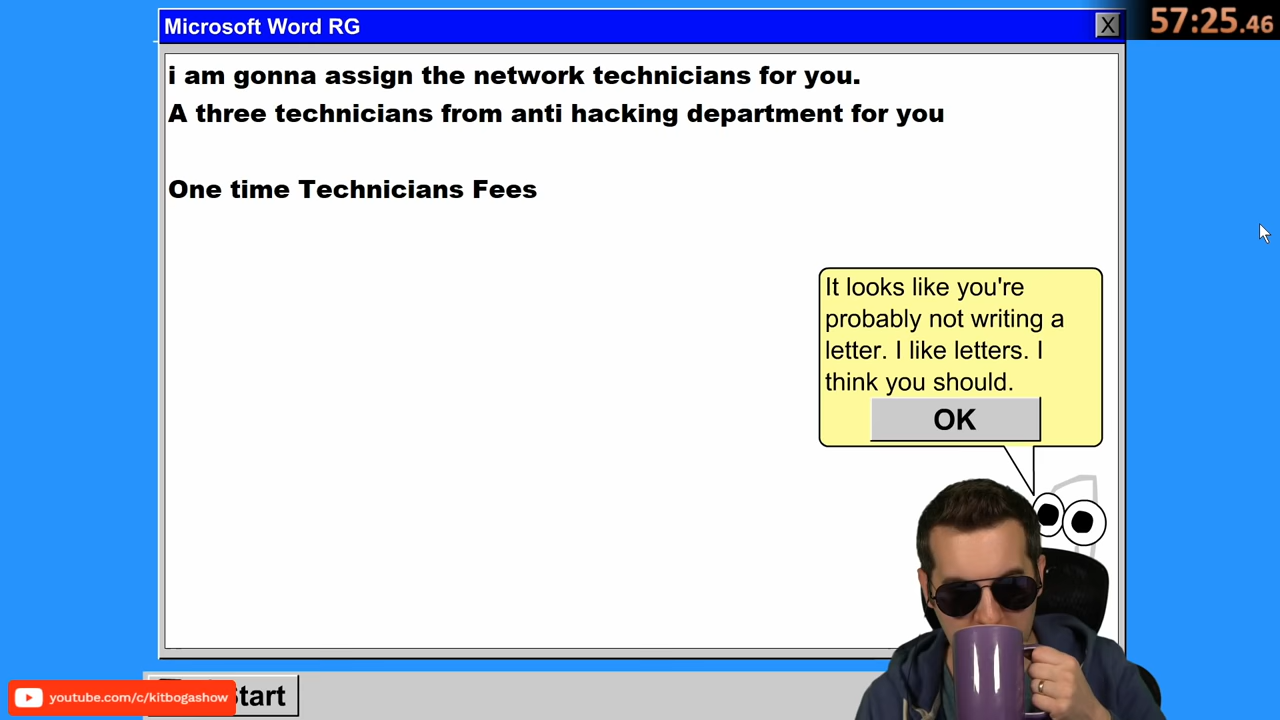 57:25.46
Microsoft Word RG
X
i am gonna assign the network technicians for you.
A three technicians from anti hacking department for you
One time Technicians Fees
It looks like you're
probably not writing a
letter. I like letters. I
think you should.
OK
youtube.com/c/kitbogashow
tart